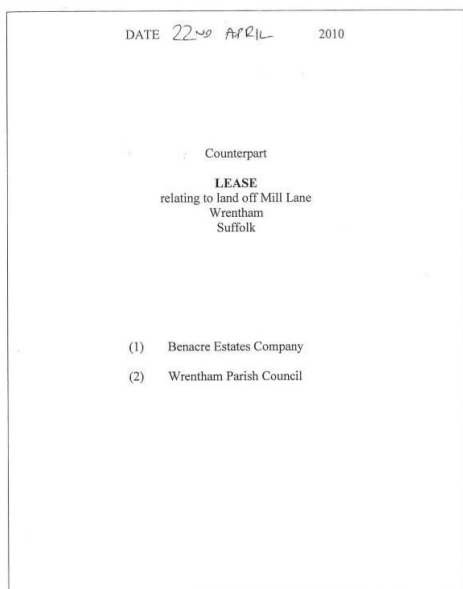 DATE 22ND APRIL 2010
Counterpart
LEASE
relating to land off Mill Lane
Wrentham
Suffolk
(1) Benacre Estates Company
(2) Wrentham Parish Council